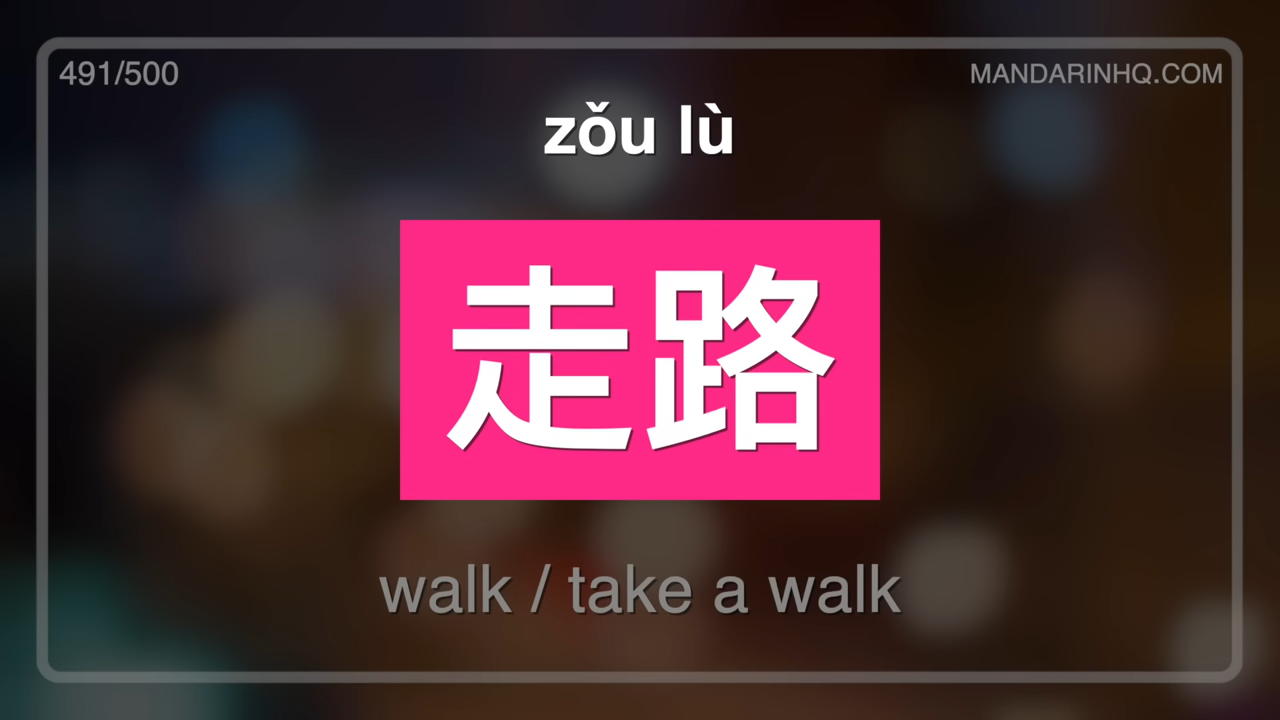 491/500
MANDARINHQ.COM
zǒu lù
走路
walk / take a walk